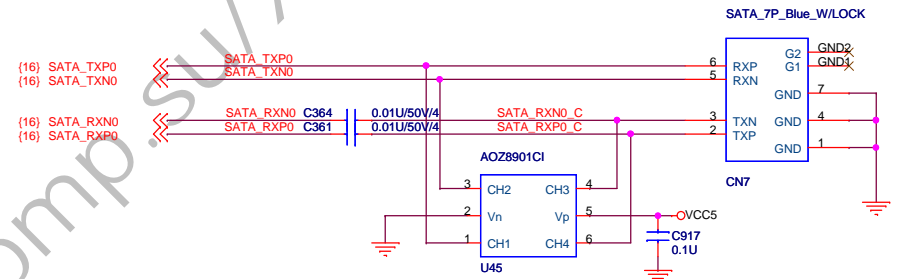 SATA_7P_Blue_W/LOCK
{16} SATA_TXP0 SATA_TXP0 6 RXP G2 GND2
{16} SATA_TXN0 SATA_TXN0 5 RXN G1 GND1
GND 7
{16} SATA_RXN0 SATA_RXN0 C364 0.01U/50V/4 SATA_RXN0_C 3 TXN GND 4
{16} SATA_RXP0 SATA_RXP0 C361 0.01U/50V/4 SATA_RXP0_C 2 TXP
GND 1
AOZ8901CI
CN7
3 CH2 CH3 4
2 Vn Vp 5 VCC5
1 CH1 CH4 6
C917
0.1U
U45
omp.su/